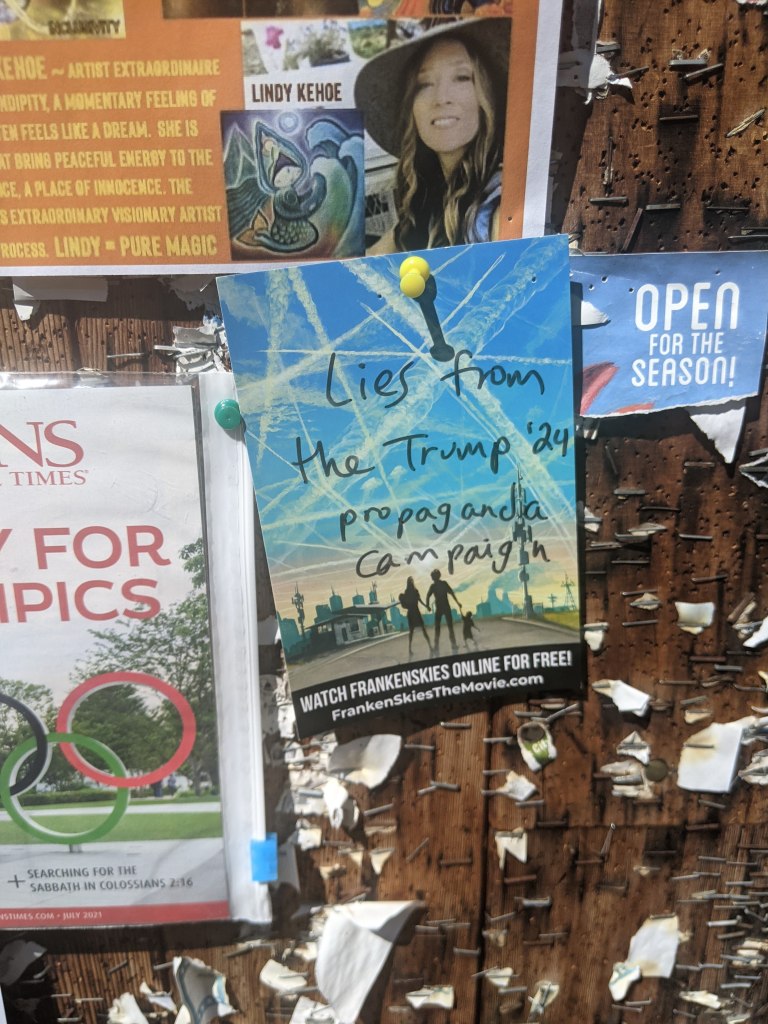 KEHOE ~ ARTIST EXTRAORDINAIRE
NDIPITY, A MOMENTARY FEELING OF
TEN FEELS LIKE A DREAM. SHE IS
AT BRING PEACEFUL ENERGY TO THE
NCE, A PLACE OF INNOCENCE. THE
S EXTRAORDINARY VISIONARY ARTIST
PROCESS. LINDY = PURE MAGIC
LINDY KEHOE
OPEN
FOR THE
SEASON!
Lies from
the Trump '24
propaganda
campaign
WATCH FRANKENSKIES ONLINE FOR FREE!
FrankenSkiesTheMovie.com
NS
TIMES®
Y FOR
MPICS
+ SEARCHING FOR THE
SABBATH IN COLOSSIANS 2:16
NSTIMES.COM • JULY 2021